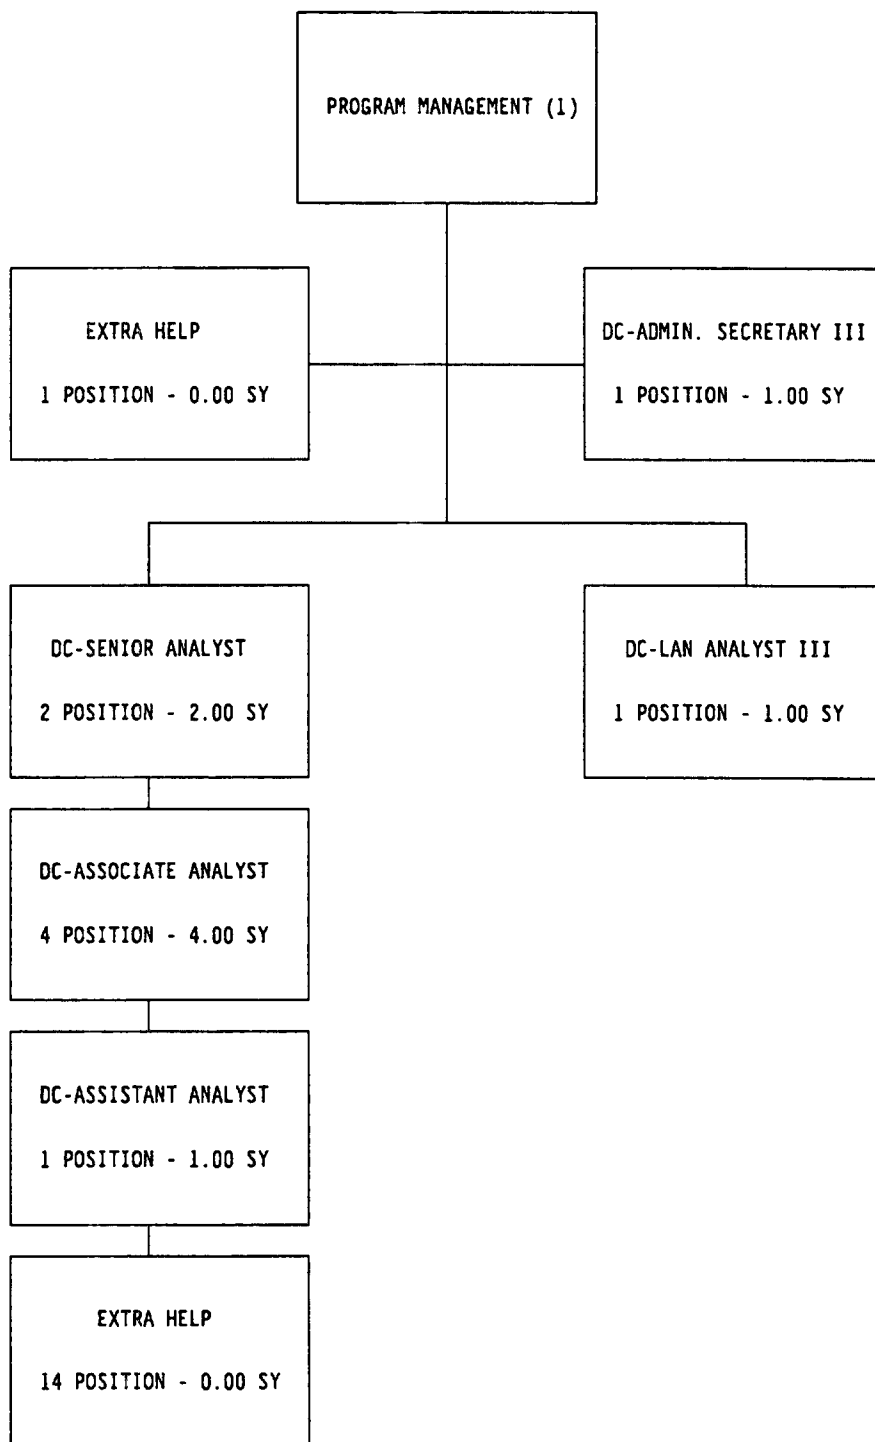 PROGRAM MANAGEMENT (1)
EXTRA HELP
1 POSITION - 0.00 SY
DC-ADMIN. SECRETARY III
1 POSITION - 1.00 SY
DC-SENIOR ANALYST
2 POSITION - 2.00 SY
DC-LAN ANALYST III
1 POSITION - 1.00 SY
DC-ASSOCIATE ANALYST
4 POSITION - 4.00 SY
DC-ASSISTANT ANALYST
1 POSITION - 1.00 SY
EXTRA HELP
14 POSITION - 0.00 SY